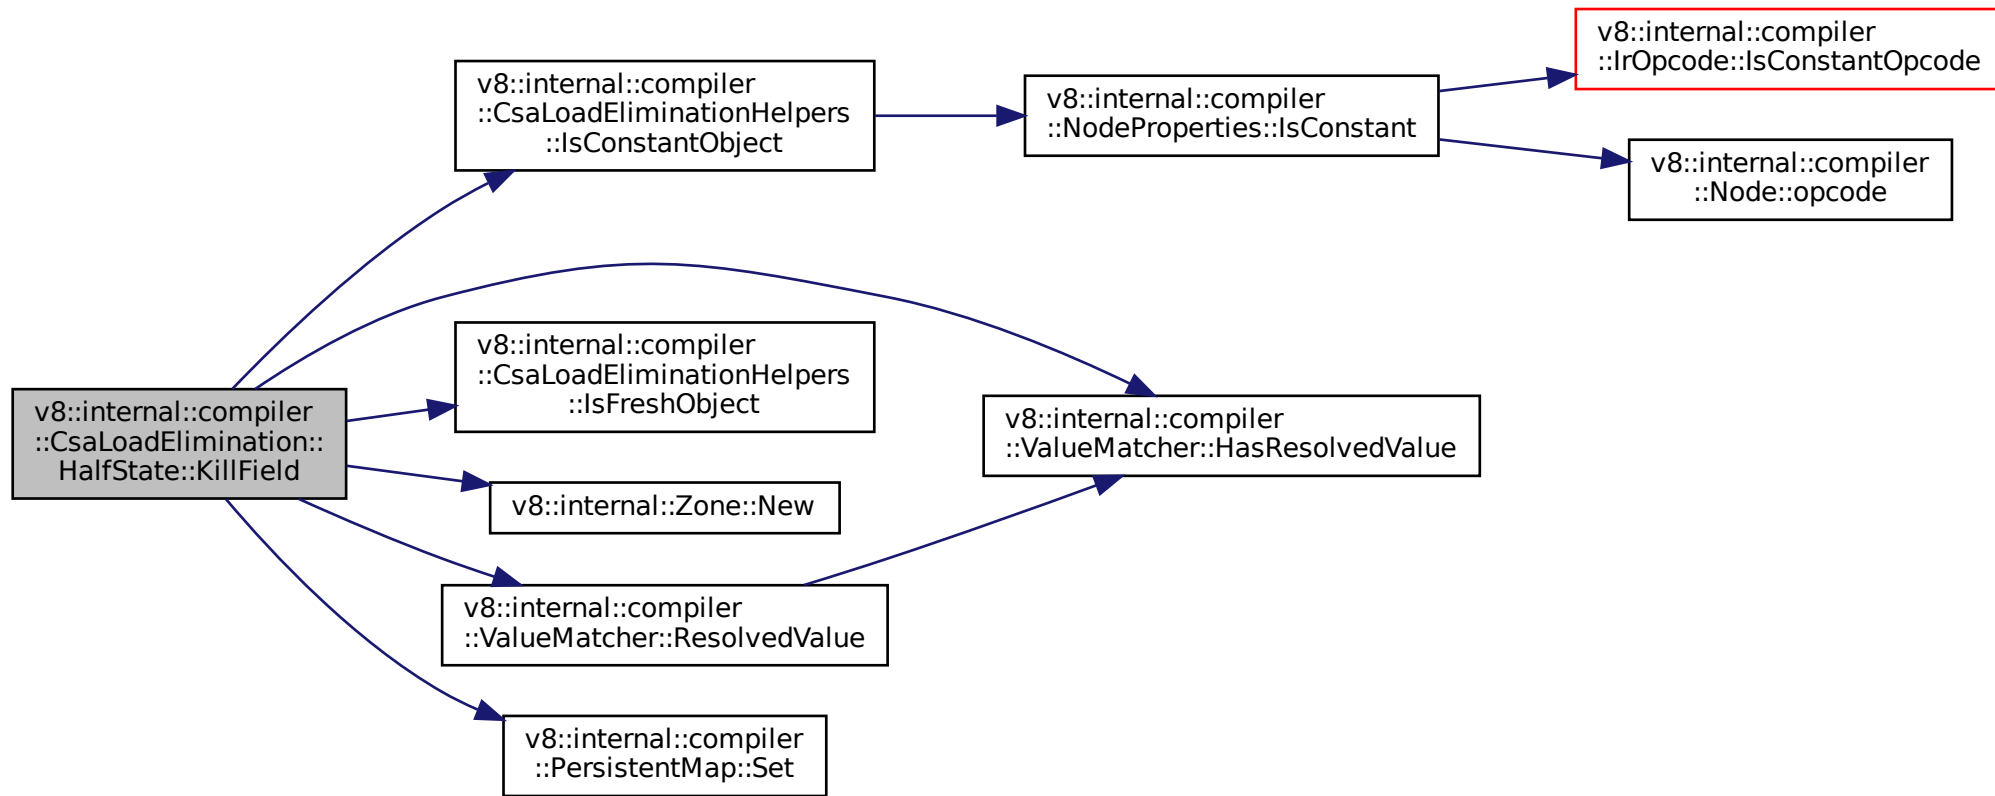 v8::internal::compiler
::IrOpcode::IsConstantOpcode
v8::internal::compiler
::CsaLoadEliminationHelpers
::IsConstantObject
v8::internal::compiler
::NodeProperties::IsConstant
v8::internal::compiler
::Node::opcode
v8::internal::compiler
::CsaLoadEliminationHelpers
::IsFreshObject
v8::internal::compiler
::CsaLoadElimination::
HalfState::KillField
v8::internal::compiler
::ValueMatcher::HasResolvedValue
v8::internal::Zone::New
v8::internal::compiler
::ValueMatcher::ResolvedValue
v8::internal::compiler
::PersistentMap::Set